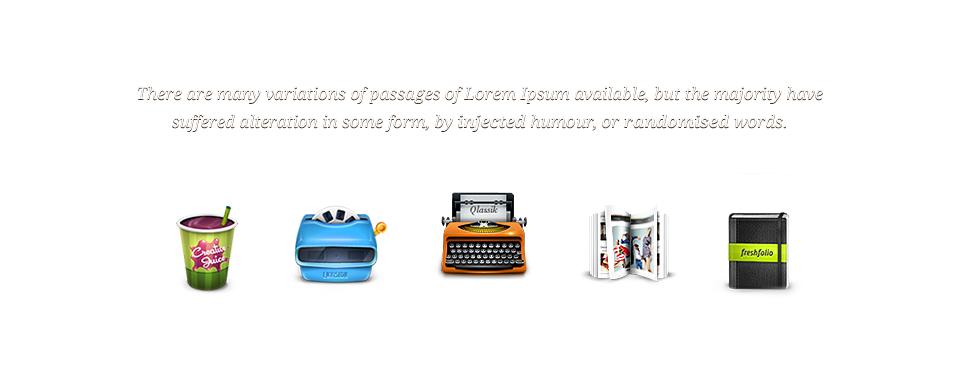 There are many variations of passages of Lorem Ipsum available, but the majority have
suffered alteration in some form, by injected humour, or randomised words.
Qlassik
Creative
Juice
freshfolio